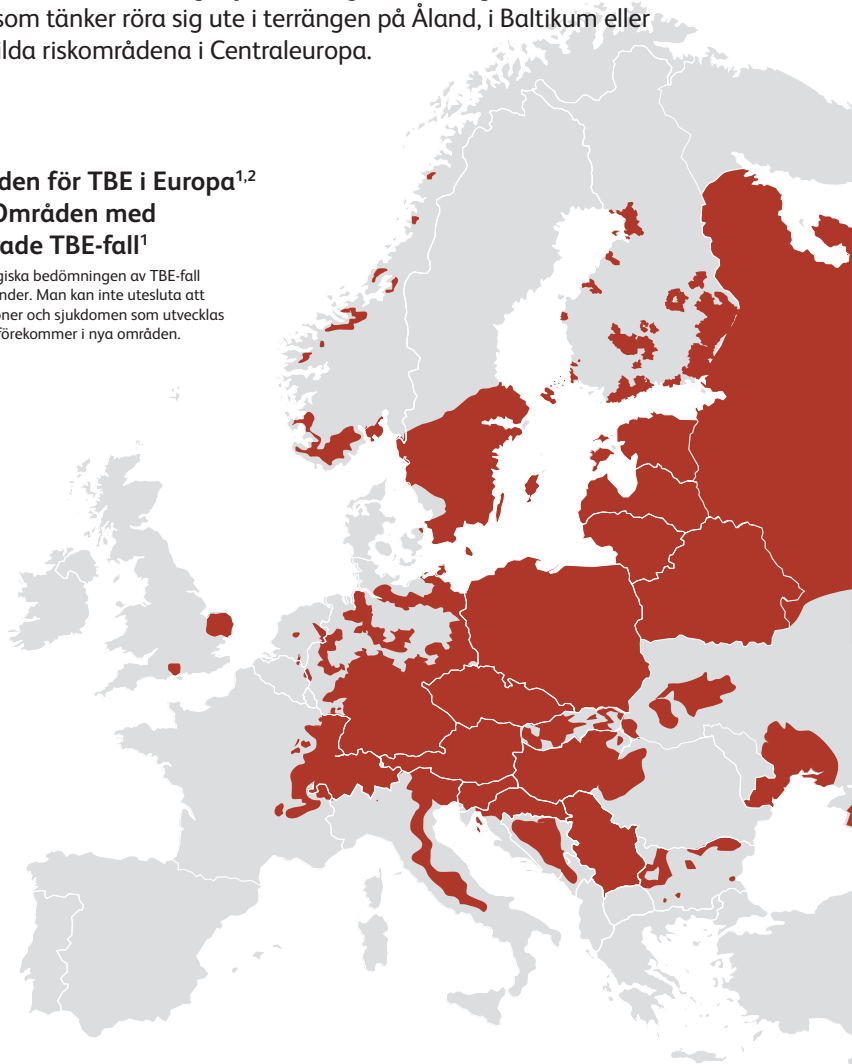 som tänker röra sig ute i terrängen på Åland, i Baltikum eller
ilda riskområdena i Centraleuropa.
den för TBE i Europa1,2
Områden med
ade TBE-fall1
giska bedömningen av TBE-fall
nder. Man kan inte utesluta att
oner och sjukdomen som utvecklas
förekommer i nya områden.